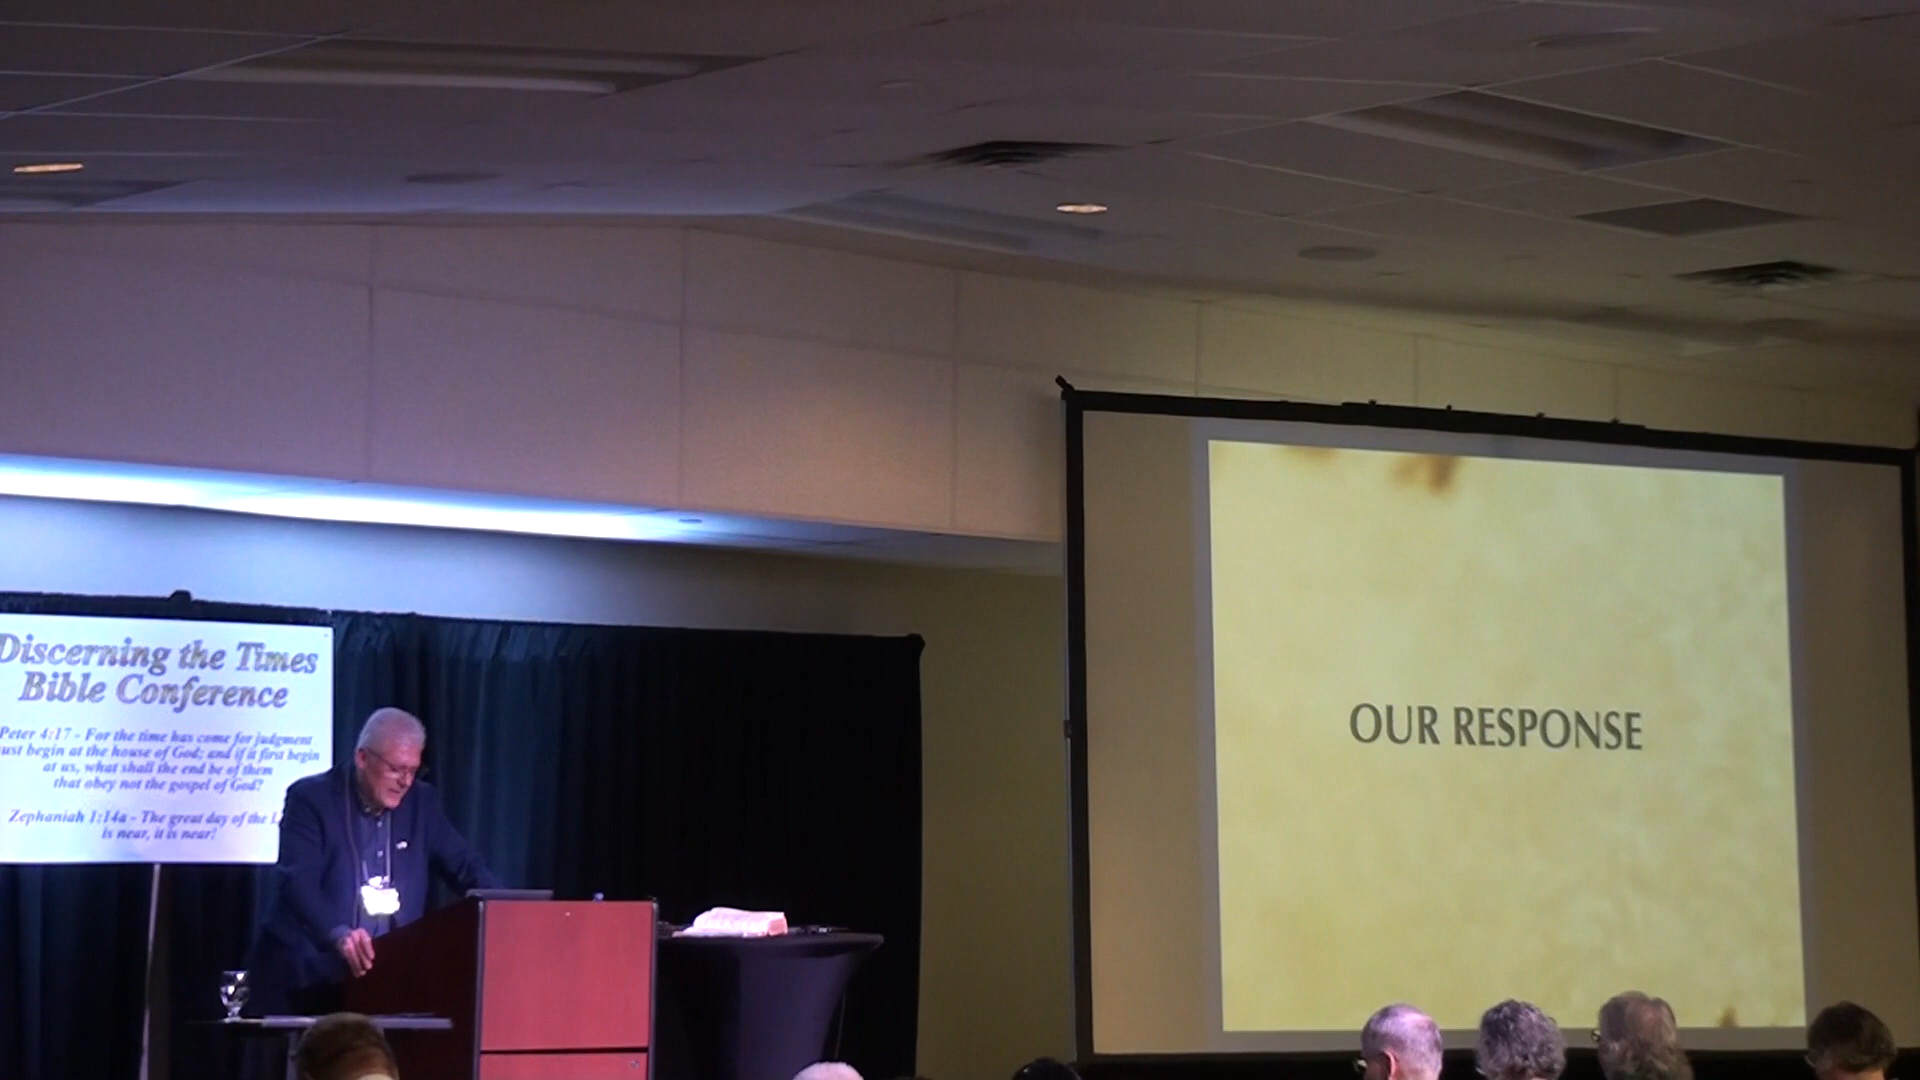 Discerning the Times
Bible Conference
Peter 4:17 - For the time has come for judgment
ust begin at the house of God; and if it first begin
at us, what shall the end be of them
that obey not the gospel of God?
Zephaniah 1:14a - The great day of the L
is near, it is near!
OUR RESPONSE